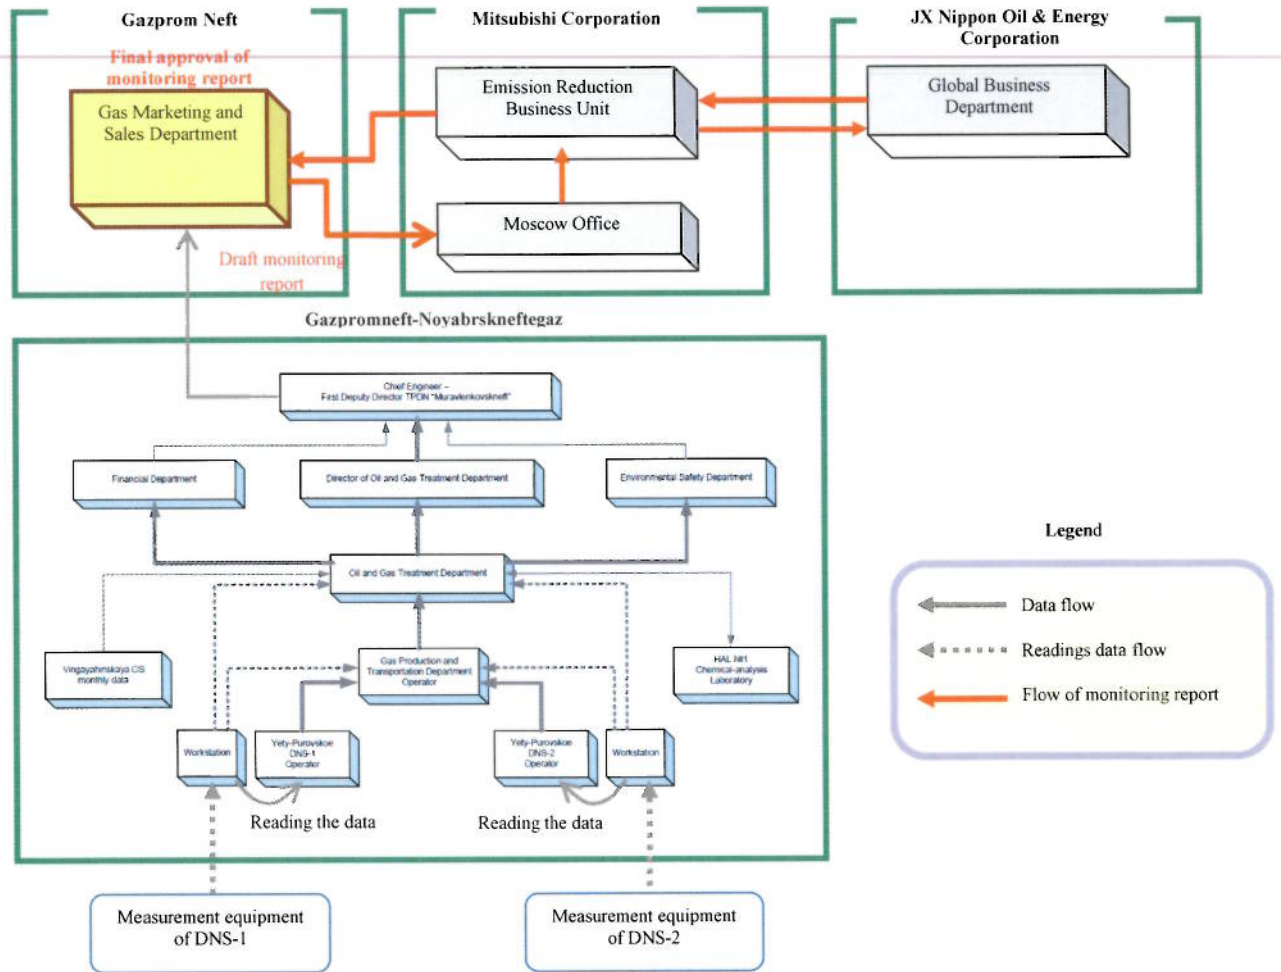 Gazprom Neft
Mitsubishi Corporation
JX Nippon Oil & Energy
Corporation
Final approval of
monitoring report
Gas Marketing and
Sales Department
Emission Reduction
Business Unit
Global Business
Department
Moscow Office
Draft monitoring
report
Gazpromneft-Noyabrskneftegaz
Chief Engineer –
First Deputy Director TPDN "Muravlenkovskneft"
Financial Department
Director of Oil and Gas Treatment Department
Environmental Safety Department
Oil and Gas Treatment Department
Vingayahinskaya CS
monthly data
Gas Production and
Transportation Department
Operator
Chemical-analysis
Laboratory
Workstation
Yety-Purovskoe
DNS-1
Operator
Yety-Purovskoe
DNS-2
Operator
Workstation
Reading the data
Reading the data
Measurement equipment
of DNS-1
Measurement equipment
of DNS-2
Legend
Data flow
Readings data flow
Flow of monitoring report